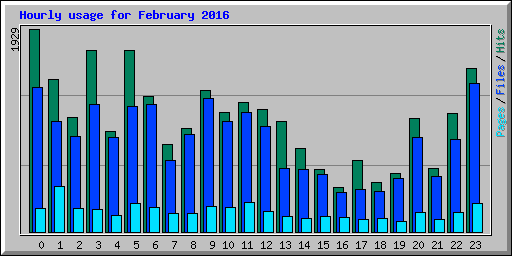 Hourly usage for February 2016
1929
Pages/Files/Hits
0 1 2 3 4 5 6 7 8 9 10 11 12 13 14 15 16 17 18 19 20 21 22 23